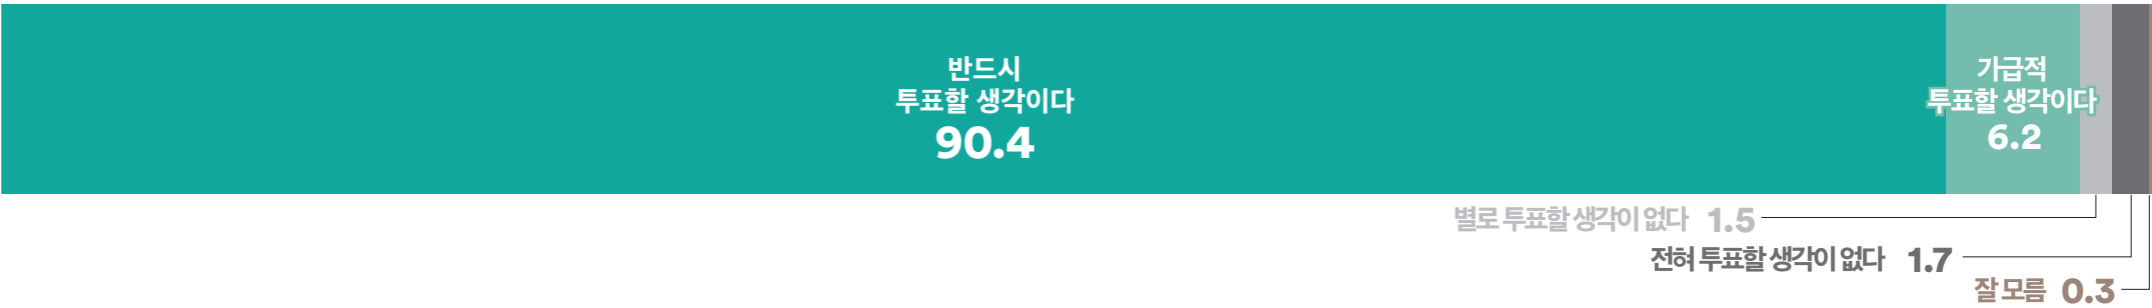 반드시
투표할 생각이다
90.4
가급적
투표할 생각이다
6.2
별로 투표할 생각이 없다 1.5
전혀 투표할 생각이 없다 1.7
잘 모름 0.3